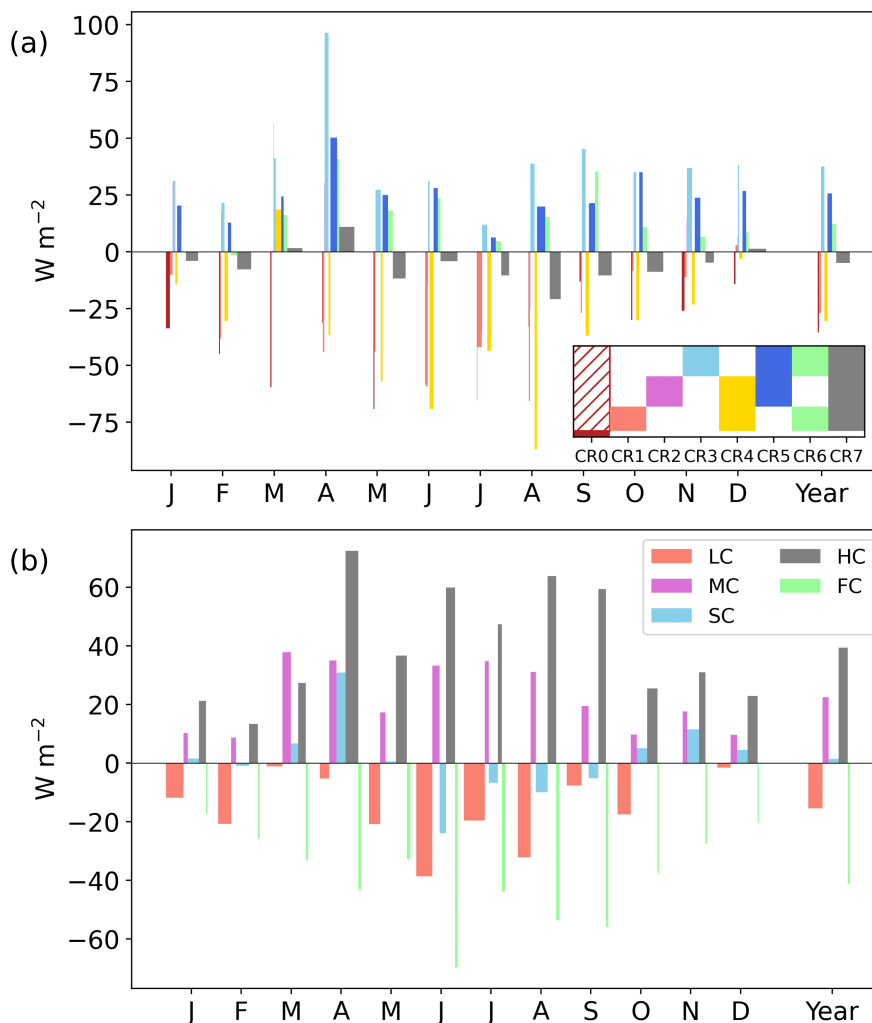 (a)
100
75
50
25
0
−25
−50
−75
W m⁻²
CR0 CR1 CR2 CR3 CR4 CR5 CR6 CR7
J F M A M J J A S O N D Year
(b)
60
40
20
0
−20
−40
−60
W m⁻²
LC HC
MC FC
SC
J F M A M J J A S O N D Year